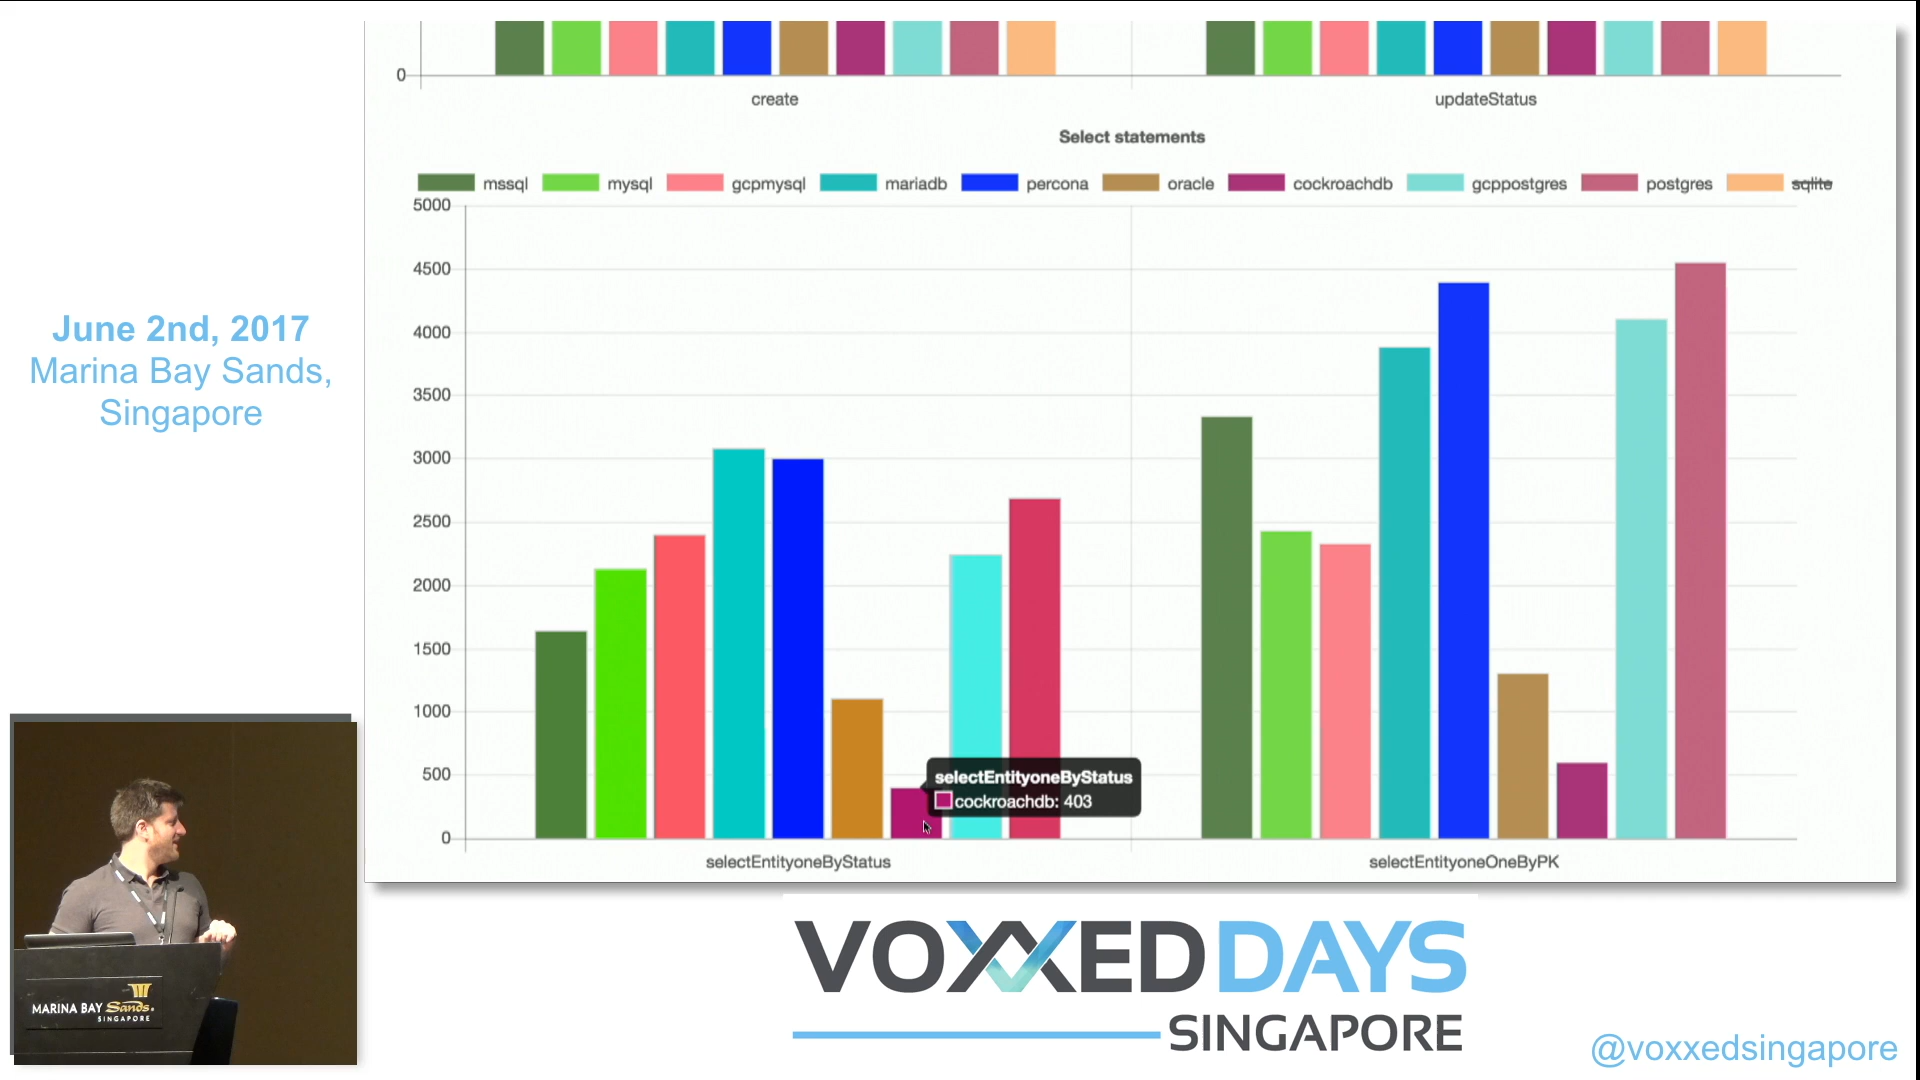 0
create
updateStatus
Select statements
mssql mysql gcpmysql mariadb percona oracle cockroachdb gcppostgres postgres sqlite
5000
4500
4000
3500
3000
2500
2000
1500
1000
500
0
selectEntityoneByStatus
cockroachdb: 403
selectEntityoneByStatus
selectEntityoneOneByPK
June 2nd, 2017
Marina Bay Sands,
Singapore
MARINA BAY Sands.
SINGAPORE
VOXXED DAYS
SINGAPORE
@voxxedsingapore